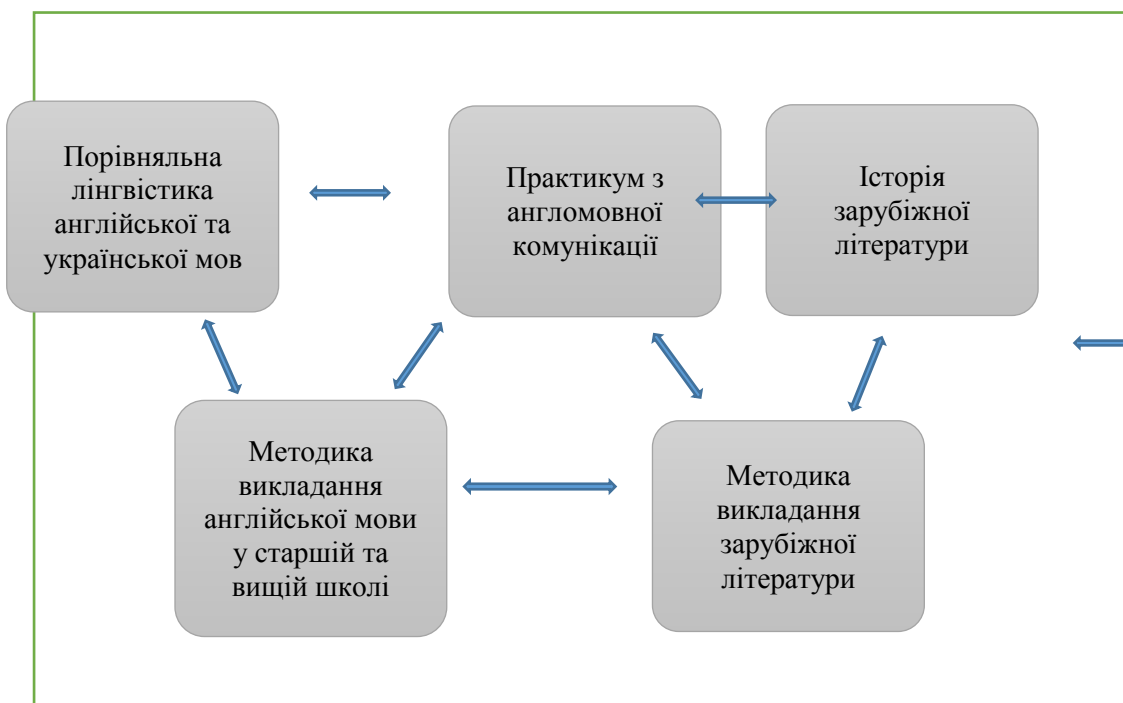 Порівняльна
лінгвістика
англійської та
української мов
Практикум з
англомовної
комунікації
Історія
зарубіжної
літератури
Методика
викладання
англійської мови
у старшій та
вищій школі
Методика
викладання
зарубіжної
літератури